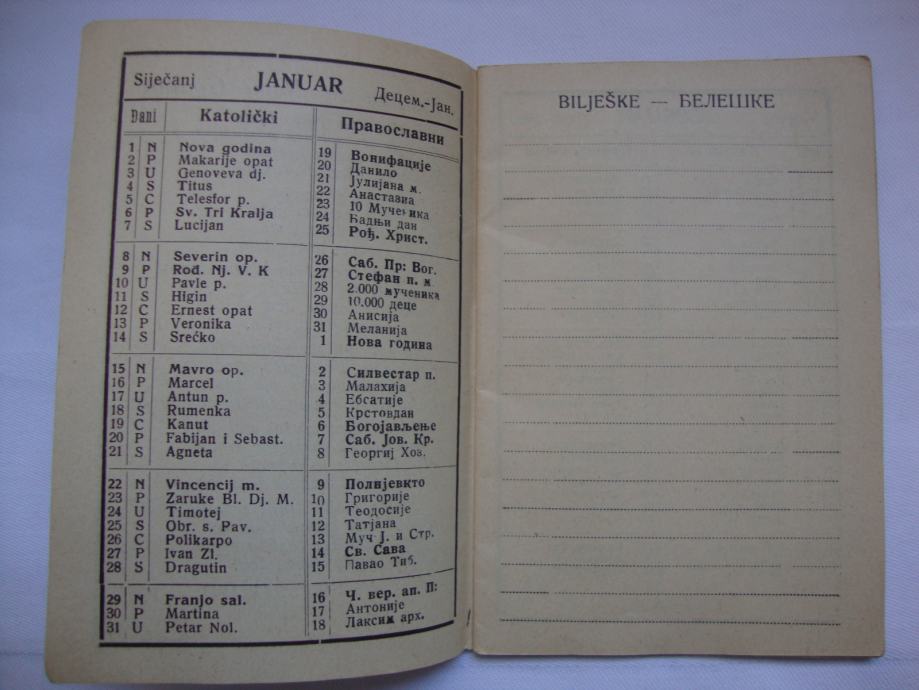 Siječanj JANUAR Децем.-Јан.
Dani Katolički Православни
1 N Nova godina 19 Вонифације
2 P Makarije opat 20 Данило
3 U Genoveva dj. 21 Јулијана м.
4 S Titus 22 Анастасиа
5 C Telesfor p. 23 10 Мученика
6 P Sv. Tri Kralja 24 Бадњи дан
7 S Lucijan 25 Рођ. Христ.
8 N Severin op. 26 Саб. Пр: Бог.
9 P Rođ. Nj. V. K 27 Стефан п. м
10 U Pavle p. 28 2.000 мученика
11 S Higin 29 10.000 деце
12 C Ernest opat 30 Анисија
13 P Veronika 31 Меланија
14 S Srećko 1 Нова година
15 N Mavro op. 2 Силвестар п.
16 P Marcel 3 Малахија
17 U Antun p. 4 Ебсатије
18 S Rumenka 5 Крстовдан
19 C Kanut 6 Богојављење
20 P Fabijan i Sebast. 7 Саб. Јов. Кр.
21 S Agneta 8 Георгиј Хоз.
22 N Vincencij m. 9 Полијевкто
23 P Zaruke Bl. Dj. M. 10 Григорије
24 U Timotej 11 Теодосије
25 S Obr. s. Pav. 12 Татјана
26 C Polikarpo 13 Муч Ј. и Стр.
27 P Ivan Zl. 14 Св. Сава
28 S Dragutin 15 Павао Тиб.
29 N Franjo sal. 16 Ч. вер. ап. П:
30 P Martina 17 Антоније
31 U Petar Nol. 18 Лаксим арх.
BILJEŠKE — БЕЛЕШКЕ